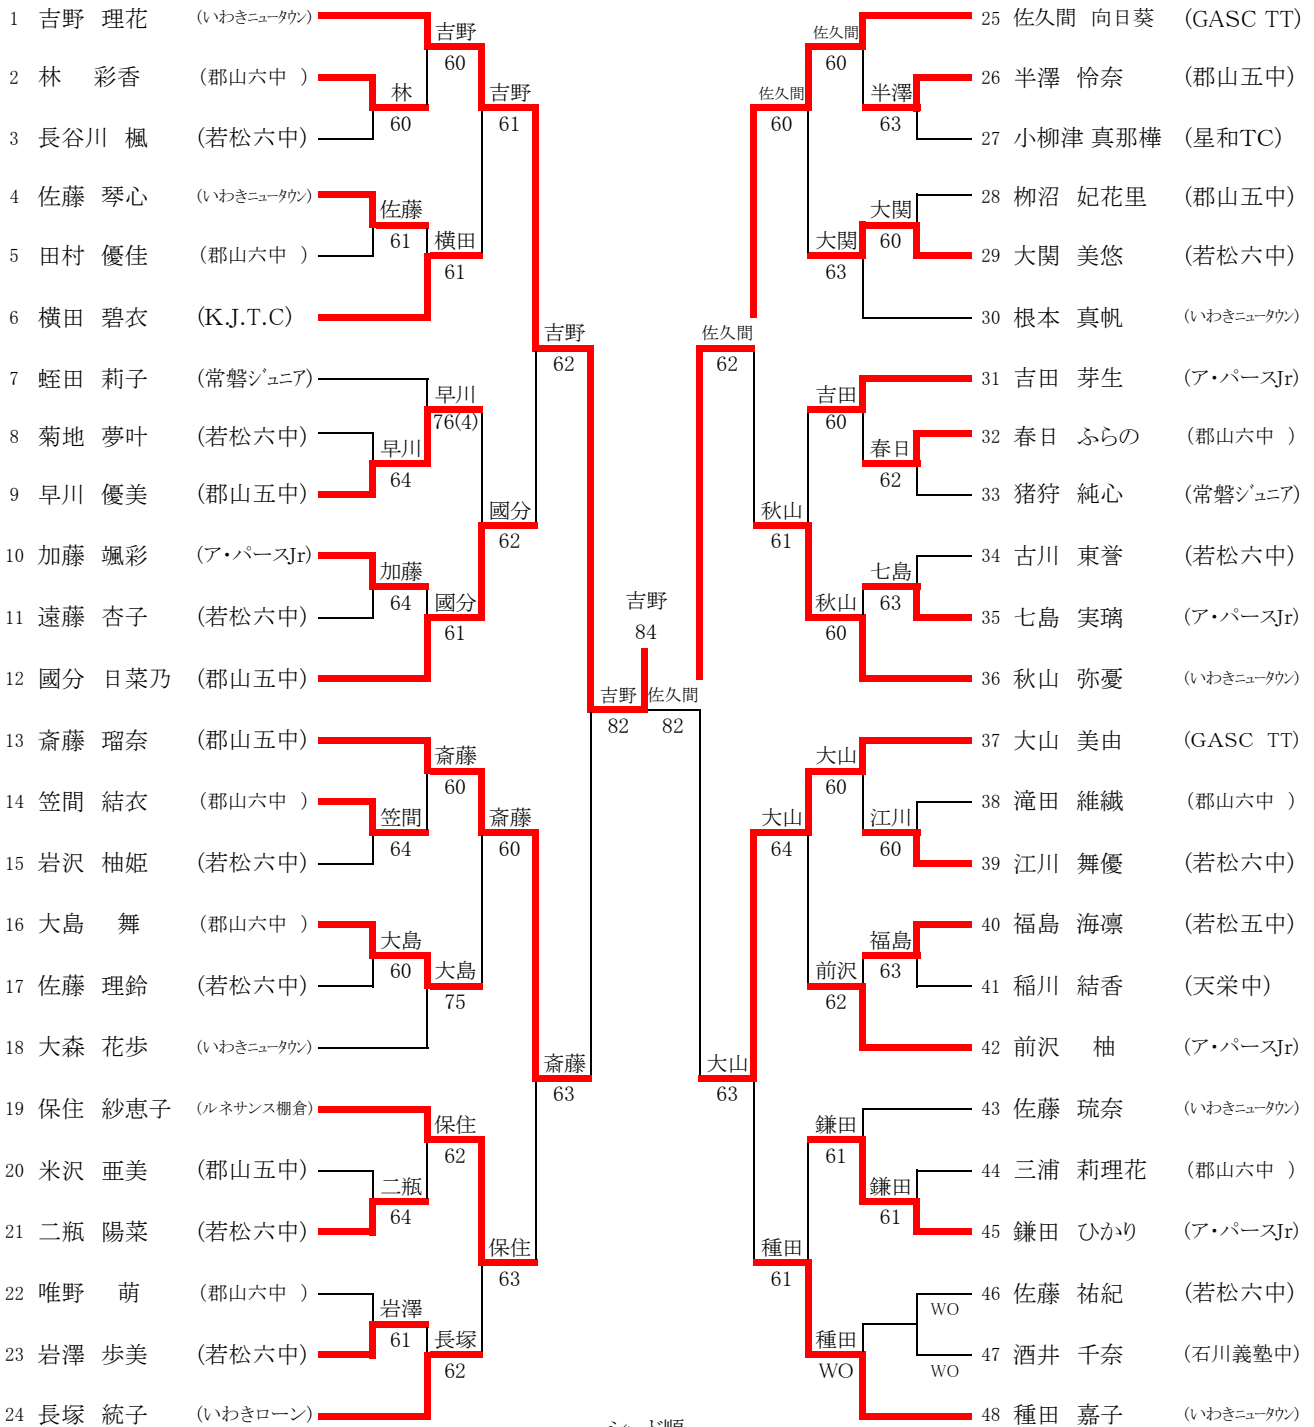 1 吉野 理花 (いわきニュータウン)
2 林 彩香 (郡山六中 )
3 長谷川 楓 (若松六中)
4 佐藤 琴心 (いわきニュータウン)
5 田村 優佳 (郡山六中 )
6 横田 碧衣 (K.J.T.C)
7 蛭田 莉子 (常磐ジュニア)
8 菊地 夢叶 (若松六中)
9 早川 優美 (郡山五中)
10 加藤 颯彩 (ア・パースJr)
11 遠藤 杏子 (若松六中)
12 國分 日菜乃 (郡山五中)
13 斎藤 瑠奈 (郡山五中)
14 笠間 結衣 (郡山六中 )
15 岩沢 柚姫 (若松六中)
16 大島 舞 (郡山六中 )
17 佐藤 理鈴 (若松六中)
18 大森 花歩 (いわきニュータウン)
19 保住 紗恵子 (ルネサンス棚倉)
20 米沢 亜美 (郡山五中)
21 二瓶 陽菜 (若松六中)
22 唯野 萌 (郡山六中 )
23 岩澤 歩美 (若松六中)
24 長塚 統子 (いわきローン)
林
60
佐藤
61
早川
64
加藤
64
笠間
64
大島
60
二瓶
64
岩澤
61
吉野
60
横田
61
早川
76(4)
國分
61
斎藤
60
大島
75
保住
62
長塚
62
吉野
61
國分
62
斎藤
60
保住
63
吉野
62
斎藤
63
吉野
82
吉野
84
佐久間
82
佐久間
62
大山
63
佐久間
60
秋山
61
大山
64
種田
61
佐久間
60
大関
63
吉田
60
秋山
60
大山
60
前沢
62
鎌田
61
種田
WO
半澤
63
大関
60
春日
62
七島
63
江川
60
福島
63
鎌田
61
WO
WO
25 佐久間 向日葵 (GASC TT)
26 半澤 怜奈 (郡山五中)
27 小柳津 真那樺 (星和TC)
28 栁沼 妃花里 (郡山五中)
29 大関 美悠 (若松六中)
30 根本 真帆 (いわきニュータウン)
31 吉田 芽生 (ア・パースJr)
32 春日 ふらの (郡山六中 )
33 猪狩 純心 (常磐ジュニア)
34 古川 東誉 (若松六中)
35 七島 実璃 (ア・パースJr)
36 秋山 弥憂 (いわきニュータウン)
37 大山 美由 (GASC TT)
38 滝田 維繊 (郡山六中 )
39 江川 舞優 (若松六中)
40 福島 海凛 (若松五中)
41 稲川 結香 (天栄中)
42 前沢 柚 (ア・パースJr)
43 佐藤 琉奈 (いわきニュータウン)
44 三浦 莉理花 (郡山六中 )
45 鎌田 ひかり (ア・パースJr)
46 佐藤 祐紀 (若松六中)
47 酒井 千奈 (石川義塾中)
48 種田 嘉子 (いわきニュータウン)